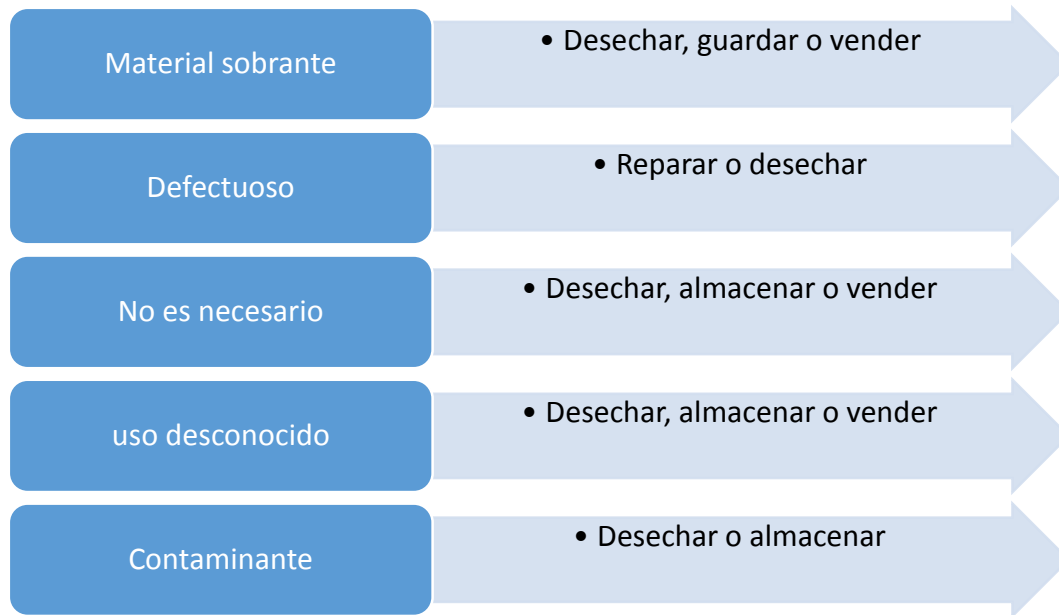 Material sobrante
• Desechar, guardar o vender
Defectuoso
• Reparar o desechar
No es necesario
• Desechar, almacenar o vender
uso desconocido
• Desechar, almacenar o vender
Contaminante
• Desechar o almacenar